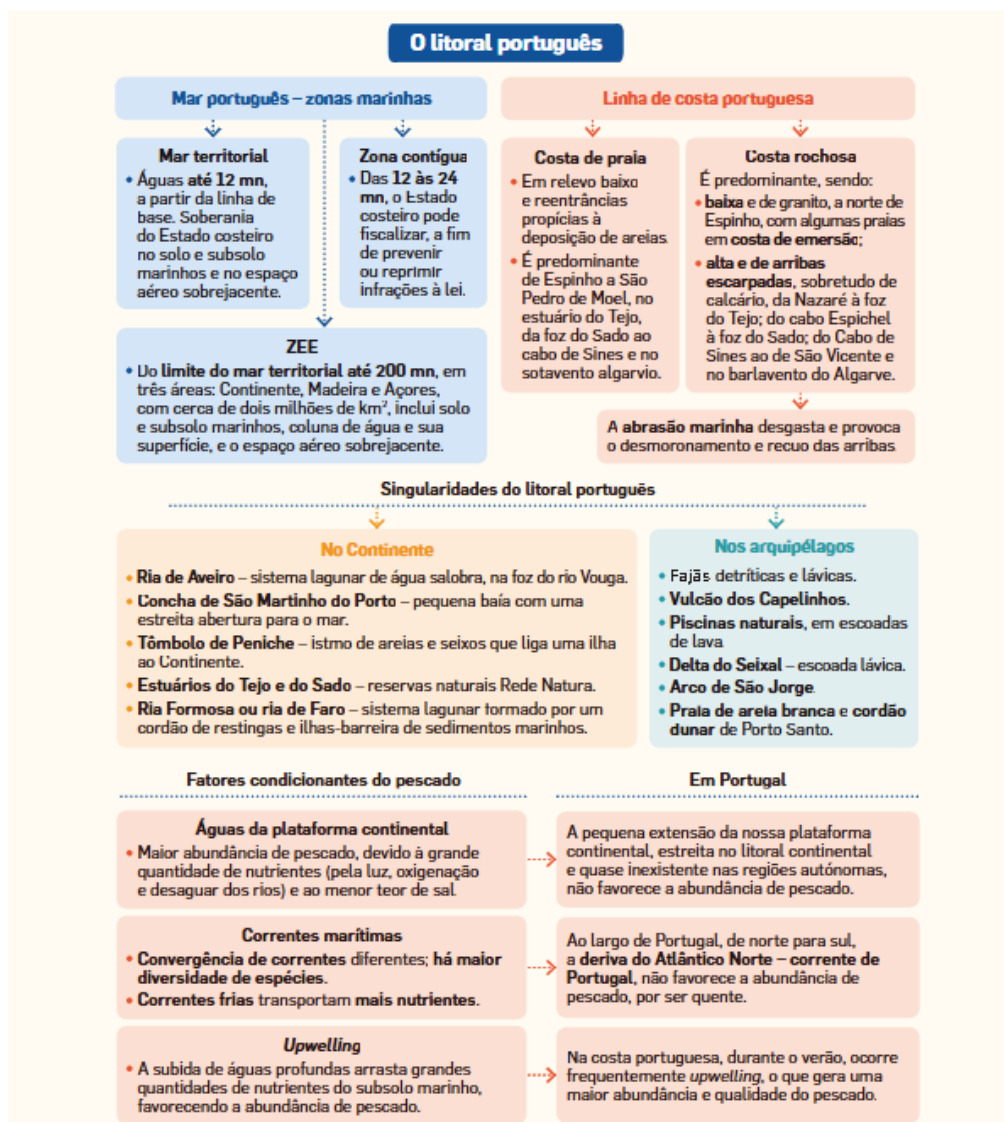 O litoral português
Mar português – zonas marinhas
Mar territorial
• Águas até 12 mn,
a partir da linha de
base. Soberania
do Estado costeiro
no solo e subsolo
marinhos e no espaço
aéreo sobrejacente.
Zona contígua
• Das 12 às 24
mn, o Estado
costeiro pode
fiscalizar, a fim
de prevenir
ou reprimir
infrações à lei.
ZEE
• Do limite do mar territorial até 200 mn, em
três áreas: Continente, Madeira e Açores,
com cerca de dois milhões de km², inclui solo
e subsolo marinhos, coluna de água e sua
superfície, e o espaço aéreo sobrejacente.
Linha de costa portuguesa
Costa de praia
• Em relevo baixo
e reentrâncias
propícias à
deposição de areias.
• É predominante
de Espinho a São
Pedro de Moel, no
estuário do Tejo,
da foz do Sado ao
cabo de Sines e no
sotavento algarvio.
Costa rochosa
É predominante, sendo:
• baixa e de granito, a norte de
Espinho, com algumas praias
em costa de emersão;
• alta e de arribas
escarpadas, sobretudo de
calcário, da Nazaré à foz
do Tejo; do cabo Espichel
à foz do Sado; do Cabo de
Sines ao de São Vicente e
no barlavento do Algarve.
A abrasão marinha desgasta e provoca
o desmoronamento e recuo das arribas.
Singularidades do litoral português
No Continente
• Ria de Aveiro – sistema lagunar de água salobra, na foz do rio Vouga.
• Concha de São Martinho do Porto – pequena baía com uma
estreita abertura para o mar.
• Tômbolo de Peniche – istmo de areias e seixos que liga uma ilha
ao Continente.
• Estuários do Tejo e do Sado – reservas naturais Rede Natura.
• Ria Formosa ou ria de Faro – sistema lagunar formado por um
cordão de restingas e ilhas-barreira de sedimentos marinhos.
Nos arquipélagos
• Fajãs detríticas e lávicas.
• Vulcão dos Capelinhos.
• Piscinas naturais, em escoadas
de lava.
• Delta do Seixal – escoada lávica.
• Arco de São Jorge.
• Praia de areia branca e cordão
dunar de Porto Santo.
Fatores condicionantes do pescado
Em Portugal
Águas da plataforma continental
• Maior abundância de pescado, devido à grande
quantidade de nutrientes (pela luz, oxigenação
e desaguar dos rios) e ao menor teor de sal.
A pequena extensão da nossa plataforma
continental, estreita no litoral continental
e quase inexistente nas regiões autónomas,
não favorece a abundância de pescado.
Correntes marítimas
• Convergência de correntes diferentes; há maior
diversidade de espécies.
• Correntes frias transportam mais nutrientes.
Ao largo de Portugal, de norte para sul,
a deriva do Atlântico Norte – corrente de
Portugal, não favorece a abundância de
pescado, por ser quente.
Upwelling
• A subida de águas profundas arrasta grandes
quantidades de nutrientes do subsolo marinho,
favorecendo a abundância de pescado.
Na costa portuguesa, durante o verão, ocorre
frequentemente upwelling, o que gera uma
maior abundância e qualidade do pescado.